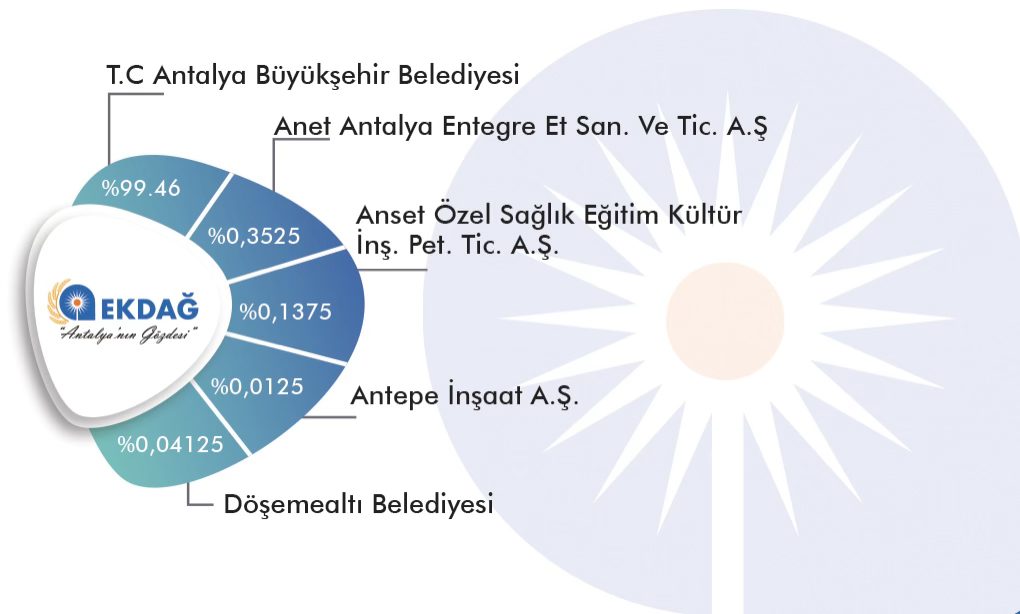 T.C Antalya Büyükşehir Belediyesi
Anet Antalya Entegre Et San. Ve Tic. A.Ş
%99.46
Anset Özel Sağlık Eğitim Kültür
İnş. Pet. Tic. A.Ş.
%0,3525
EKDAĞ
"Antalya'nın Gözdesi"
%0,1375
%0,0125
Antepe İnşaat A.Ş.
%0,04125
Döşemealtı Belediyesi